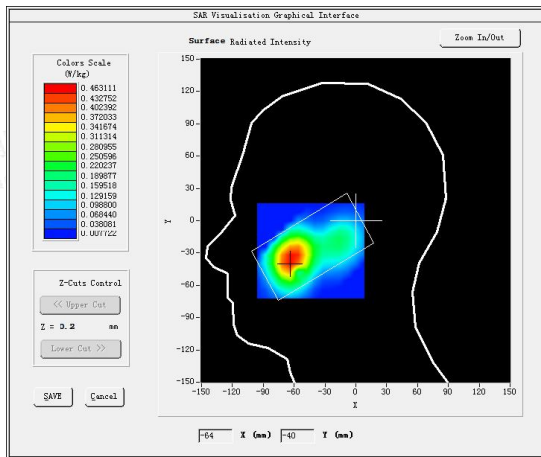 SAR Visualisation Graphical Interface
Surface Radiated Intensity
Zoom In/Out
Colors Scale
(W/kg)
0.463111
0.432752
0.402392
0.372033
0.341674
0.311314
0.280955
0.250596
0.220237
0.189877
0.159518
0.129159
0.098800
0.068440
0.038081
0.007722
Z-Cuts Control
<< Upper Cut
Z = 0.2 mm
Lower Cut >>
SAVE Cancel
150
120
90
60
30
0
-30
-60
-90
-120
-150
Y
-150 -120 -90 -60 -30 0 30 60 90 120 150
X
-64 X (mm) -40 Y (mm)